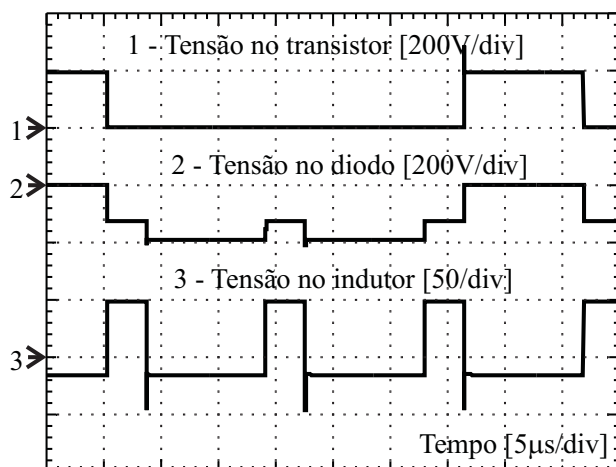 1 - Tensão no transistor [200V/div]
1
2 - Tensão no diodo [200V/div]
2
3 - Tensão no indutor [50/div]
3
Tempo [5µs/div]